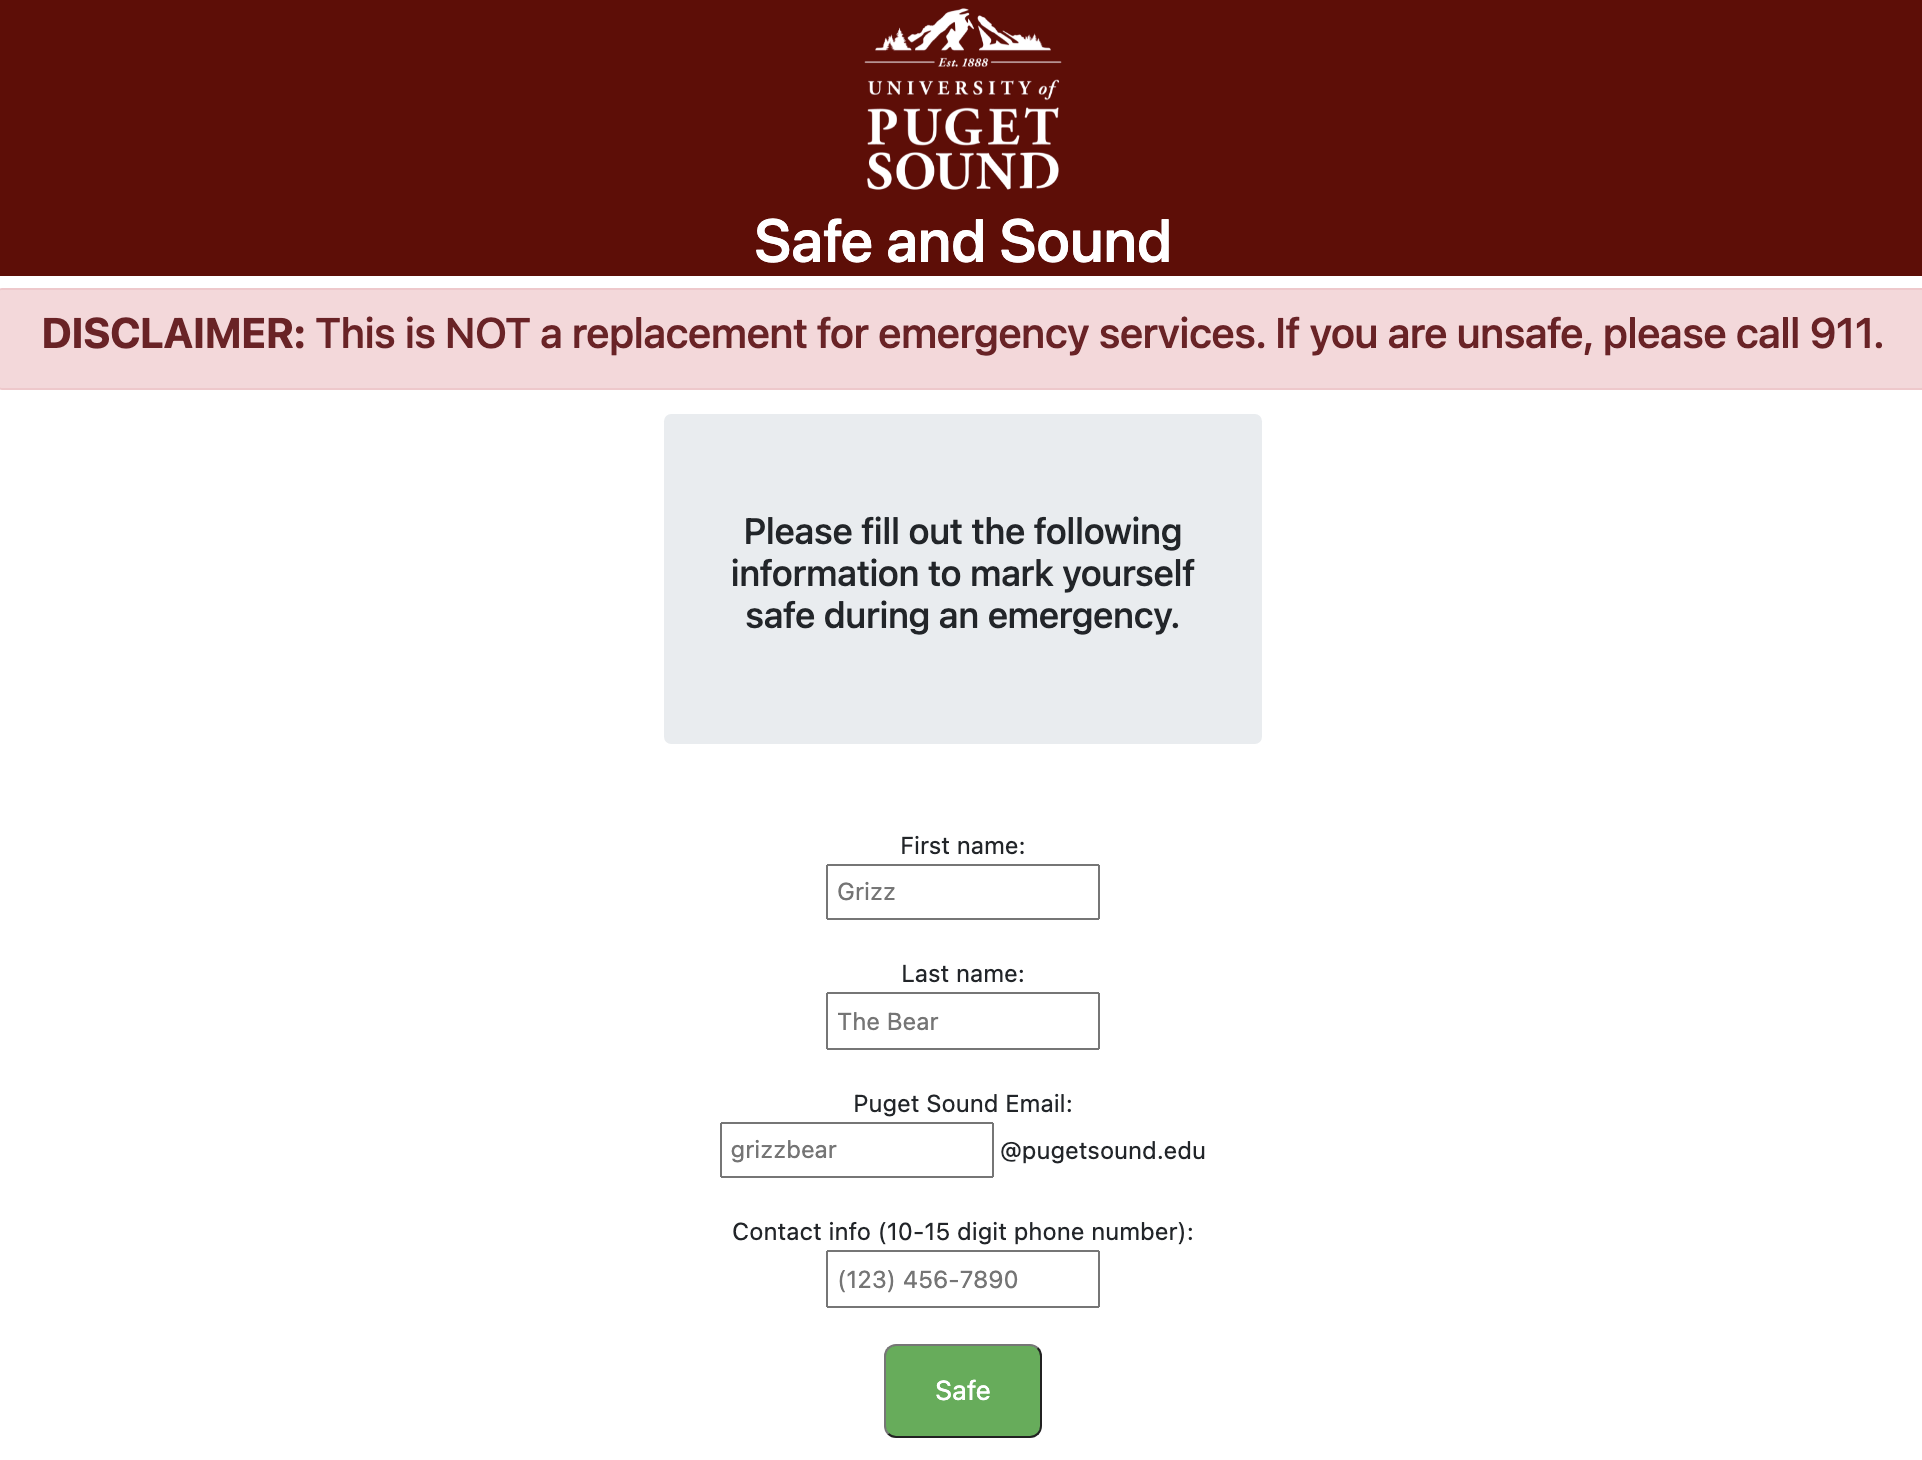 Est. 1888
UNIVERSITY of
PUGET
SOUND
Safe and Sound
DISCLAIMER: This is NOT a replacement for emergency services. If you are unsafe, please call 911.
Please fill out the following
information to mark yourself
safe during an emergency.
First name:
Grizz
Last name:
The Bear
Puget Sound Email:
grizzbear @pugetsound.edu
Contact info (10-15 digit phone number):
(123) 456-7890
Safe